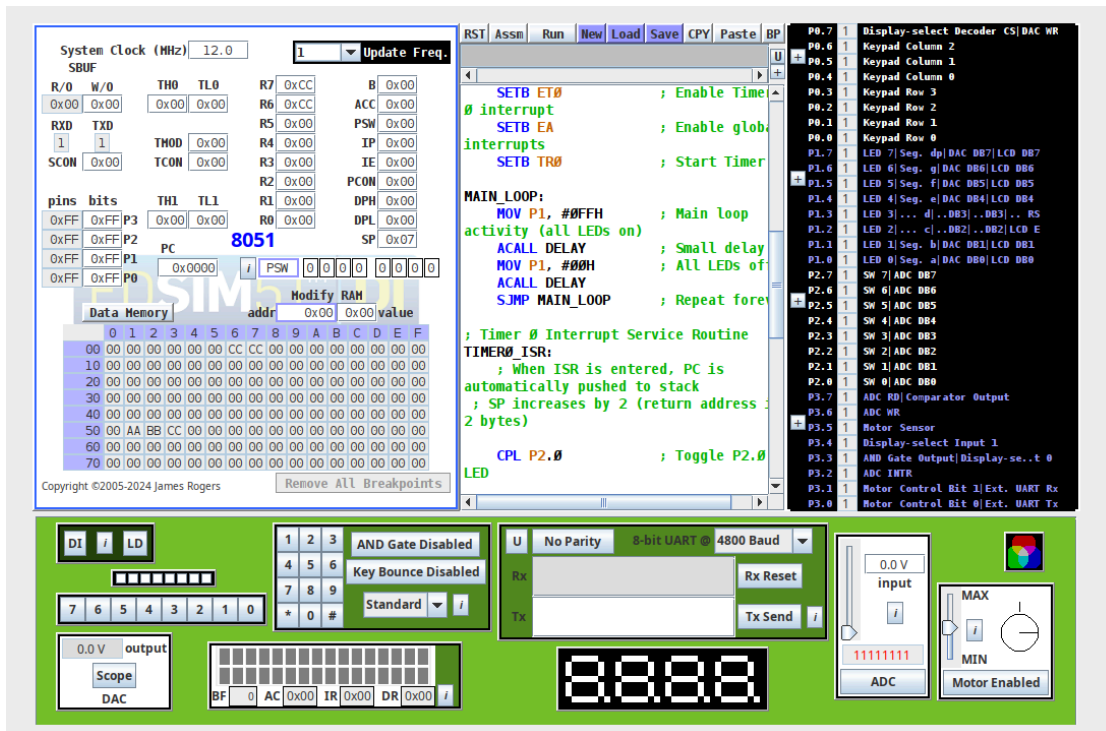 System Clock (MHz) 12.0 1 Update Freq.
SBUF
R/O W/O TH0 TL0 R7 0xCC B 0x00
0x00 0x00 0x00 0x00 R6 0xCC ACC 0x00
RXD TXD R5 0x00 PSW 0x00
1 1 TMOD 0x00 R4 0x00 IP 0x00
SCON 0x00 TCON 0x00 R3 0x00 IE 0x00
R2 0x00 PCON 0x00
pins bits TH1 TL1 R1 0x00 DPH 0x00
0xFF 0xFF P3 0x00 0x00 R0 0x00 DPL 0x00
0xFF 0xFF P2 PC 8051 SP 0x07
0xFF 0xFF P1 0x0000 i PSW 0 0 0 0 0 0 0 0
0xFF 0xFF P0
Modify RAM
Data Memory addr 0x00 0x00 value
0 1 2 3 4 5 6 7 8 9 A B C D E F
00 00 00 00 00 00 00 CC CC 00 00 00 00 00 00 00 00
10 00 00 00 00 00 00 00 00 00 00 00 00 00 00 00 00
20 00 00 00 00 00 00 00 00 00 00 00 00 00 00 00 00
30 00 00 00 00 00 00 00 00 00 00 00 00 00 00 00 00
40 00 00 00 00 00 00 00 00 00 00 00 00 00 00 00 00
50 00 AA BB CC 00 00 00 00 00 00 00 00 00 00 00 00
60 00 00 00 00 00 00 00 00 00 00 00 00 00 00 00 00
70 00 00 00 00 00 00 00 00 00 00 00 00 00 00 00 00
Copyright ©2005-2024 James Rogers Remove All Breakpoints
RST Assm Run New Load Save CPY Paste BP
U
+
SETB ET0 ; Enable Time
0 interrupt
SETB EA ; Enable glob
interrupts
SETB TR0 ; Start Timer
MAIN_LOOP:
MOV P1, #0FFH ; Main loop
activity (all LEDs on)
ACALL DELAY ; Small delay
MOV P1, #00H ; All LEDs of
ACALL DELAY
SJMP MAIN_LOOP ; Repeat fore
; Timer 0 Interrupt Service Routine
TIMER0_ISR:
; When ISR is entered, PC is
automatically pushed to stack
; SP increases by 2 (return address
2 bytes)
CPL P2.0 ; Toggle P2.0
LED
P0.7 1 Display-select Decoder CS|DAC WR
P0.6 1 Keypad Column 2
+ P0.5 1 Keypad Column 1
P0.4 1 Keypad Column 0
P0.3 1 Keypad Row 3
P0.2 1 Keypad Row 2
P0.1 1 Keypad Row 1
P0.0 1 Keypad Row 0
P1.7 1 LED 7|Seg. dp|DAC DB7|LCD DB7
P1.6 1 LED 6|Seg. g|DAC DB6|LCD DB6
+ P1.5 1 LED 5|Seg. f|DAC DB5|LCD DB5
P1.4 1 LED 4|Seg. e|DAC DB4|LCD DB4
P1.3 1 LED 3|... d|..DB3|..DB3|.. RS
P1.2 1 LED 2|... c|..DB2|..DB2|LCD E
P1.1 1 LED 1|Seg. b|DAC DB1|LCD DB1
P1.0 1 LED 0|Seg. a|DAC DB0|LCD DB0
P2.7 1 SW 7|ADC DB7
P2.6 1 SW 6|ADC DB6
+ P2.5 1 SW 5|ADC DB5
P2.4 1 SW 4|ADC DB4
P2.3 1 SW 3|ADC DB3
P2.2 1 SW 2|ADC DB2
P2.1 1 SW 1|ADC DB1
P2.0 1 SW 0|ADC DB0
P3.7 1 ADC RD|Comparator Output
P3.6 1 ADC WR
+ P3.5 1 Motor Sensor
P3.4 1 Display-select Input 1
P3.3 1 AND Gate Output|Display-se..t 0
P3.2 1 ADC INTR
P3.1 1 Motor Control Bit 1|Ext. UART Rx
P3.0 1 Motor Control Bit 0|Ext. UART Tx
DI i LD
7 6 5 4 3 2 1 0
0.0 V output
Scope
DAC
1 2 3 AND Gate Disabled
4 5 6 Key Bounce Disabled
7 8 9
* 0 # Standard i
BF 0 AC 0x00 IR 0x00 DR 0x00 i
U No Parity 8-bit UART @ 4800 Baud
Rx Rx Reset
Tx Tx Send i
8.8.8.8.
0.0 V
input
i
11111111
ADC
MAX
i
MIN
Motor Enabled